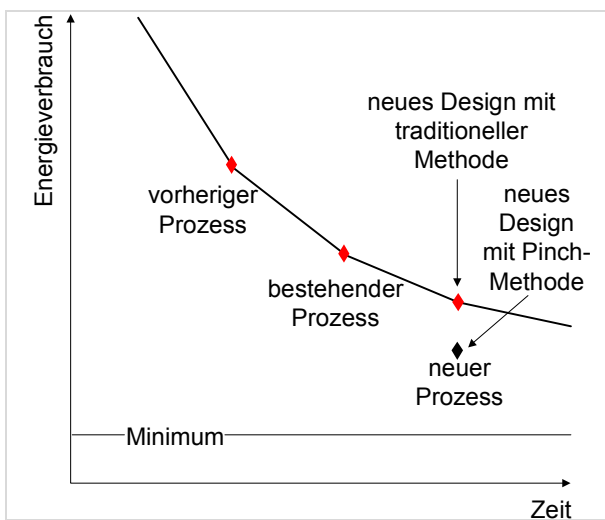 Energieverbrauch
neues Design mit
traditioneller
Methode
neues
Design
mit Pinch-
Methode
vorheriger
Prozess
bestehender
Prozess
neuer
Prozess
Minimum
Zeit